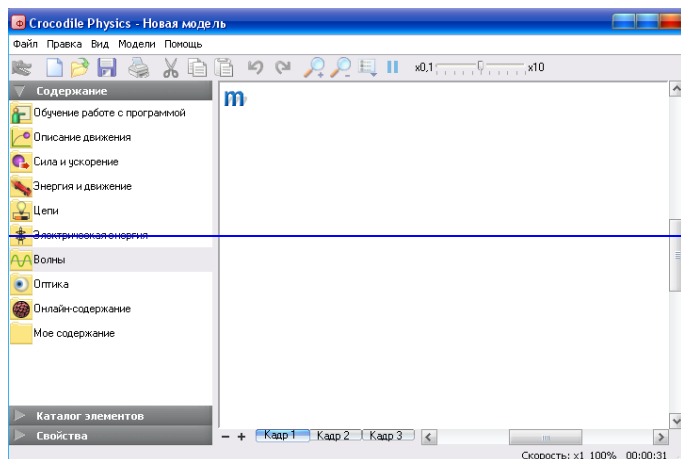 Crocodile Physics - Новая модель
Файл Правка Вид Модели Помощь
x0,1 x10
Содержание
m
Обучение работе с программой
Описание движения
Сила и ускорение
Энергия и движение
Цепи
Электрическая энергия
Волны
Оптика
Онлайн-содержание
Мое содержание
Каталог элементов
Свойства
Кадр 1 Кадр 2 Кадр 3
Скорость: x1 100% 00:00:31